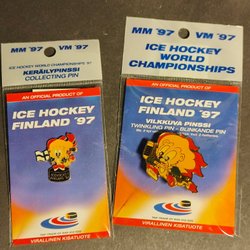 MM '97 VM '97
ICE HOCKEY WORLD CHAMPIONSHIPS '97
KERÄILYPINSSI
COLLECTING PIN
AN OFFICIAL PRODUCT OF
ICE HOCKEY
FINLAND '97
VIRALLINEN KISATUOTE
MM '97 VM '97
ICE HOCKEY
WORLD
CHAMPIONSHIPS
AN OFFICIAL PRODUCT OF
ICE HOCKEY
FINLAND '97
VILKKUVA PINSSI
TWINKLING PIN - BLINKANDE PIN
VIRALLINEN KISATUOTE